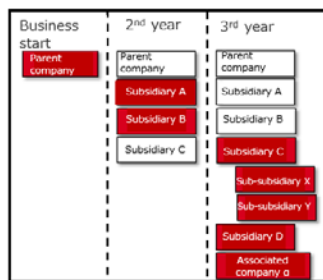 Business
start
Parent
company
2nd year
Parent
company
Subsidiary A
Subsidiary B
Subsidiary C
3rd year
Parent
company
Subsidiary A
Subsidiary B
Subsidiary C
Sub-subsidiary X
Sub-subsidiary Y
Subsidiary D
Associated
company α